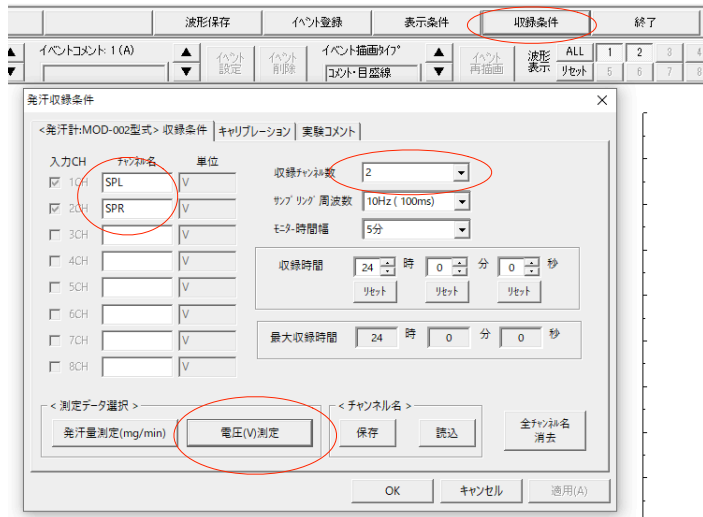 波形保存 イベント登録 表示条件 収録条件 終了
イベントコメント: 1 (A) イベント設定 イベント削除 イベント描画タイプ コメント・目盛線 イベント再描画 波形表示 ALL リセット 1 2 3 4 5 6 7 8
発汗収録条件
<発汗計:MOD-002型式> 収録条件 キャリブレーション 実験コメント
入力CH チャンネル名 単位
1CH SPL V
2CH SPR V
3CH V
4CH V
5CH V
6CH V
7CH V
8CH V
収録チャンネル数 2
サンプリング周波数 10Hz ( 100ms)
モニター時間幅 5分
収録時間 24 時 0 分 0 秒
リセット リセット リセット
最大収録時間 24 時 0 分 0 秒
< 測定データ選択 >
発汗量測定(mg/min) 電圧(V)測定
< チャンネル名 >
保存 読込
全チャンネル名
消去
OK キャンセル 適用(A)